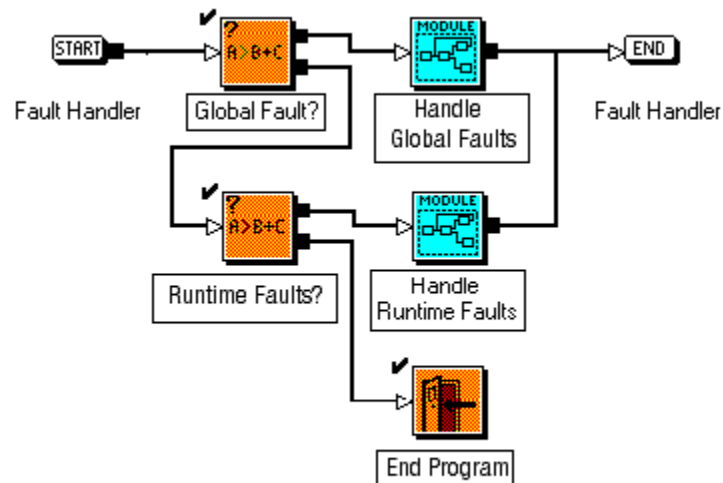 START
?
A>B+C
MODULE
END
Fault Handler
Global Fault?
Handle
Global Faults
Fault Handler
?
A>B+C
MODULE
Runtime Faults?
Handle
Runtime Faults
End Program